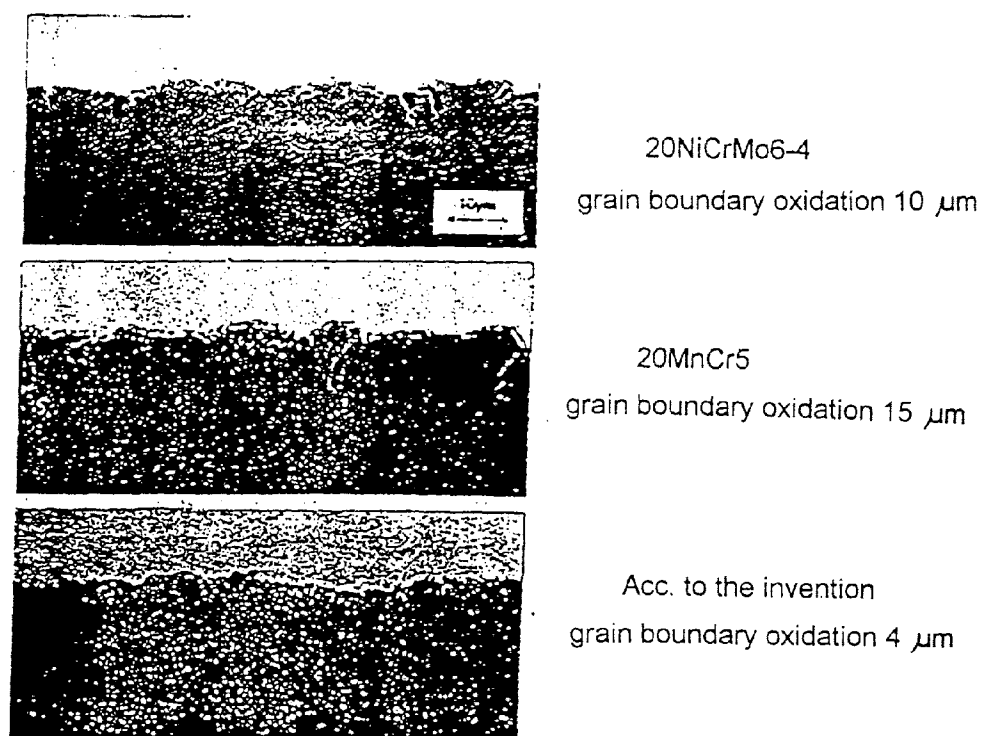 20NiCrMo6-4
grain boundary oxidation 10 µm
20MnCr5
grain boundary oxidation 15 µm
Acc. to the invention
grain boundary oxidation 4 µm